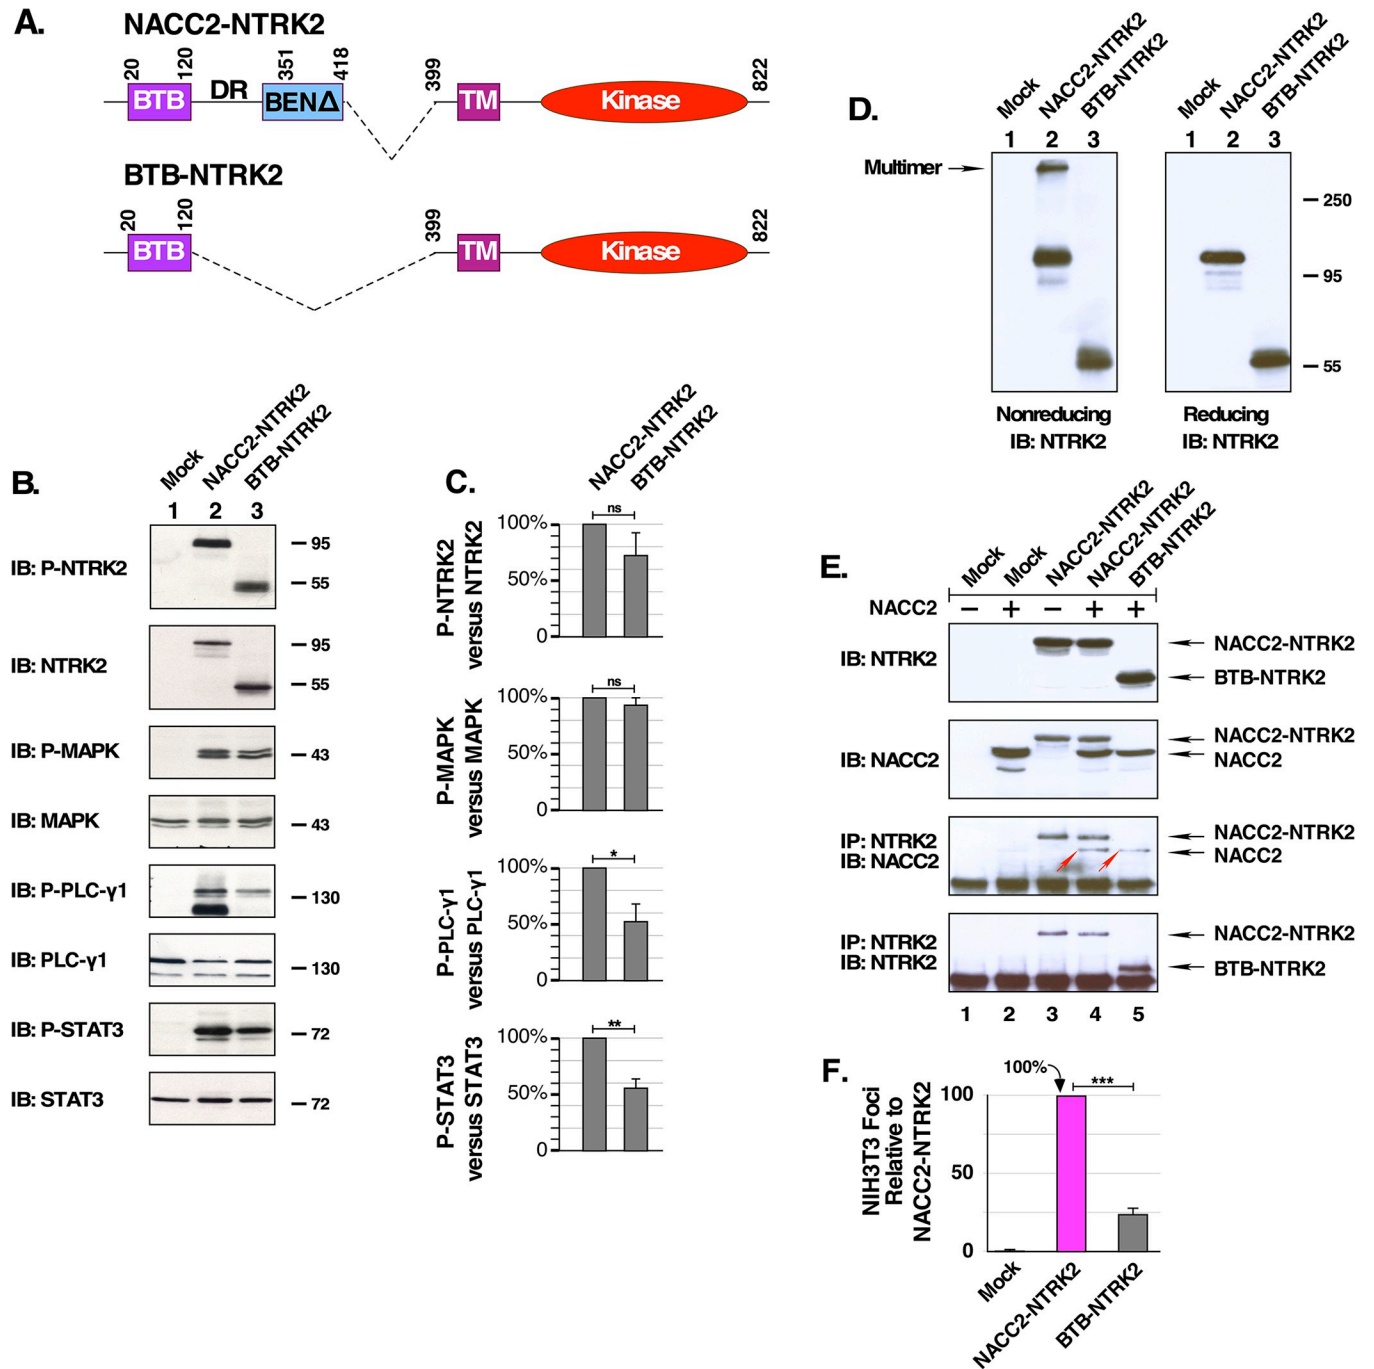 A.
NACC2-NTRK2
20 120 351 418 399 822
BTB DR BENΔ TM Kinase
BTB-NTRK2
20 120 399 822
BTB TM Kinase
B.
Mock NACC2-NTRK2 BTB-NTRK2
1 2 3
IB: P-NTRK2 95
55
IB: NTRK2 95
55
IB: P-MAPK 43
IB: MAPK 43
IB: P-PLC-γ1 130
IB: PLC-γ1 130
IB: P-STAT3 72
IB: STAT3 72
C.
NACC2-NTRK2 BTB-NTRK2
P-NTRK2
versus NTRK2
100%
50%
0
ns
P-MAPK
versus MAPK
100%
50%
0
ns
P-PLC-γ1
versus PLC-γ1
100%
50%
0
*
P-STAT3
versus STAT3
100%
50%
0
**
D.
Mock NACC2-NTRK2 BTB-NTRK2 Mock NACC2-NTRK2 BTB-NTRK2
1 2 3 1 2 3
Multimer
250
95
55
Nonreducing Reducing
IB: NTRK2 IB: NTRK2
E.
Mock Mock NACC2-NTRK2 NACC2-NTRK2 BTB-NTRK2
NACC2 − + − + +
IB: NTRK2 NACC2-NTRK2
BTB-NTRK2
IB: NACC2 NACC2-NTRK2
NACC2
IP: NTRK2 NACC2-NTRK2
IB: NACC2 NACC2
IP: NTRK2 NACC2-NTRK2
IB: NTRK2 BTB-NTRK2
1 2 3 4 5
F.
NIH3T3 Foci
Relative to
NACC2-NTRK2
100% ***
100
50
0
Mock NACC2-NTRK2 BTB-NTRK2